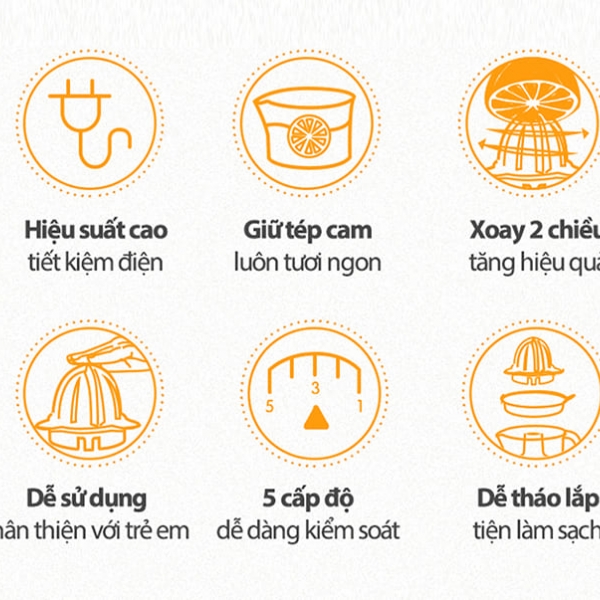 Hiệu suất cao
tiết kiệm điện
Giữ tép cam
luôn tươi ngon
Xoay 2 chiều
tăng hiệu quả
Dễ sử dụng
thân thiện với trẻ em
5
3
1
5 cấp độ
dễ dàng kiểm soát
Dễ tháo lắp
tiện làm sạch